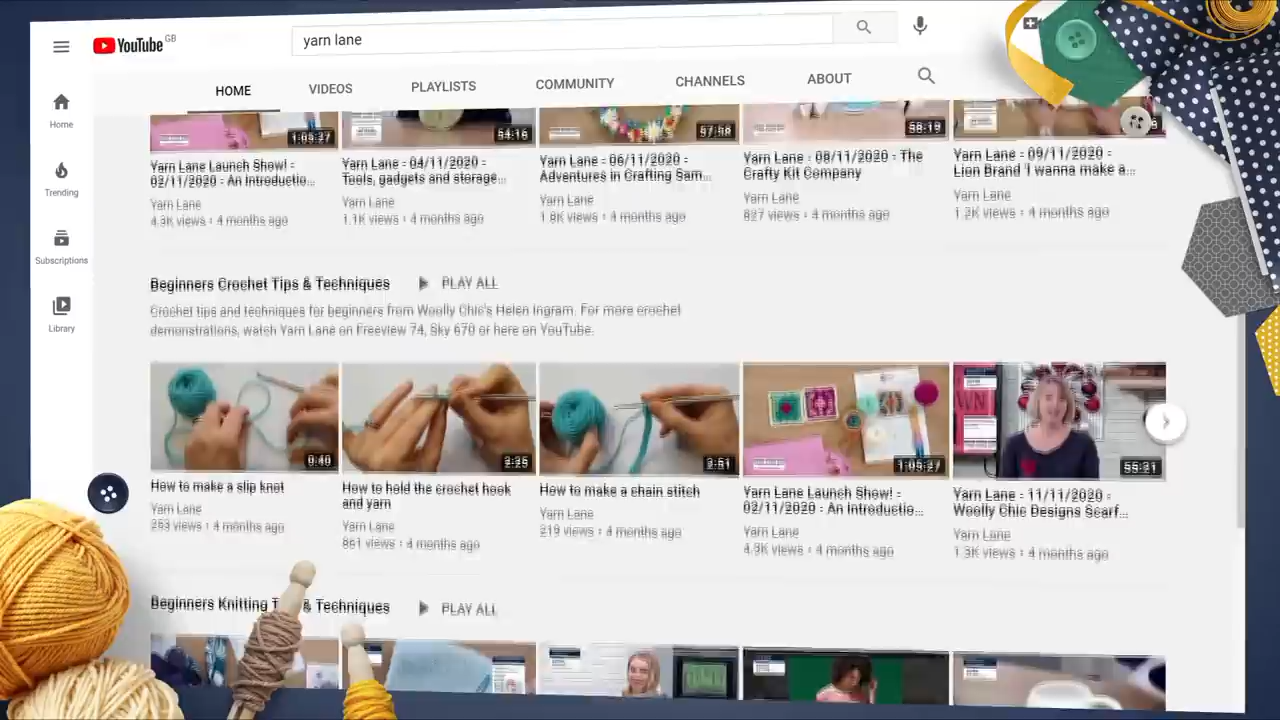 YouTube GB
yarn lane
HOME VIDEOS PLAYLISTS COMMUNITY CHANNELS ABOUT
Home
Trending
Subscriptions
Library
1:05:27
54:16
57:58
58:19
Yarn Lane Launch Show! -
02/11/2020 - An Introductio...
Yarn Lane
4.3K views • 4 months ago
Yarn Lane - 04/11/2020 -
Tools, gadgets and storage...
Yarn Lane
1.1K views • 4 months ago
Yarn Lane - 06/11/2020 -
Adventures in Crafting Sam...
Yarn Lane
1.8K views • 4 months ago
Yarn Lane - 08/11/2020 - The
Crafty Kit Company
Yarn Lane
827 views • 4 months ago
Yarn Lane - 09/11/2020 -
Lion Brand 'I wanna make a...
Yarn Lane
1.2K views • 4 months ago
Beginners Crochet Tips & Techniques PLAY ALL
Crochet tips and techniques for beginners from Woolly Chic's Helen Ingram. For more crochet
demonstrations, watch Yarn Lane on Freeview 74, Sky 670 or here on YouTube.
0:40
2:25
2:51
1:05:27
55:21
How to make a slip knot
Yarn Lane
253 views • 4 months ago
How to hold the crochet hook
and yarn
Yarn Lane
861 views • 4 months ago
How to make a chain stitch
Yarn Lane
219 views • 4 months ago
Yarn Lane Launch Show! -
02/11/2020 - An Introductio...
Yarn Lane
4.3K views • 4 months ago
Yarn Lane - 11/11/2020 -
Woolly Chic Designs Scarf...
Yarn Lane
1.3K views • 4 months ago
Beginners Knitting T & Techniques PLAY ALL